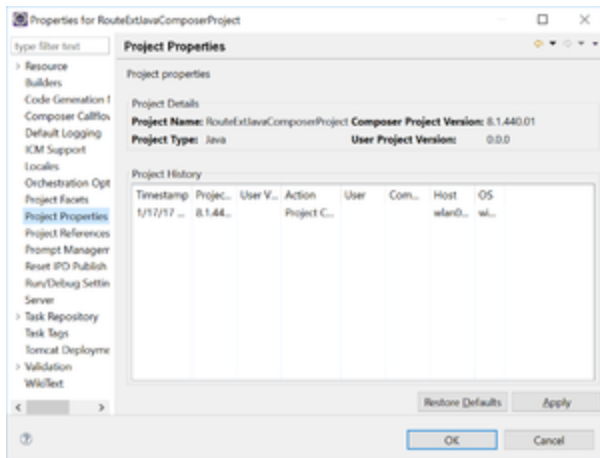 Properties for RouteExtJavaComposerProject
type filter text
Project Properties
Resource
Builders
Code Generation
Composer Callflow
Default Logging
ICM Support
Locales
Orchestration Opt
Project Facets
Project Properties
Project References
Prompt Managem
Reset IPD Publish
Run/Debug Settin
Server
Task Repository
Task Tags
Tomcat Deployme
Validation
WikiText
Project properties
Project Details
Project Name: RouteExtJavaComposerProject Composer Project Version: 8.1.440.01
Project Type: Java User Project Version: 0.0.0
Project History
Timestamp Projec... User V... Action User Com... Host OS
1/17/17 ... 8.1.44... Project C... wlan0... wi...
Restore Defaults Apply
OK Cancel